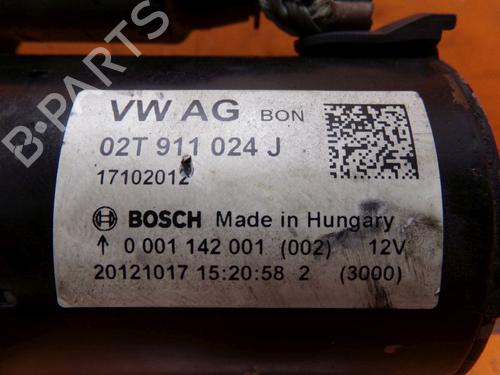 VW AG BON
02T 911 024 J
17102012
BOSCH Made in Hungary
↑ 0 001 142 001 (002) 12V
20121017 15:20:58 2 (3000)
B-PARTS